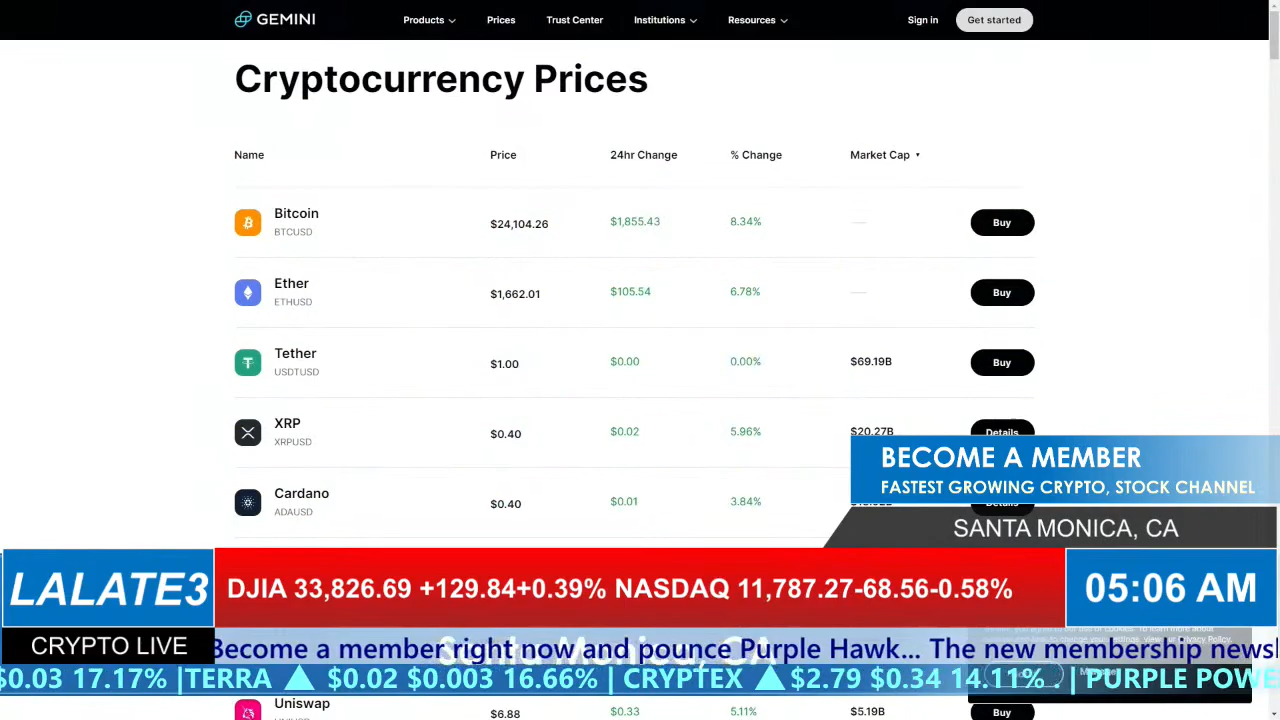 GEMINI Products Prices Trust Center Institutions Resources Sign in Get started
Cryptocurrency Prices
Name Price 24hr Change % Change Market Cap
Bitcoin
BTCUSD
$24,104.26 $1,855.43 8.34% Buy
Ether
ETHUSD
$1,662.01 $105.54 6.78% Buy
Tether
USDTUSD
$1.00 $0.00 0.00% $69.19B Buy
XRP
XRPUSD
$0.40 $0.02 5.96% $20.27B Details
Cardano
ADAUSD
$0.40 $0.01 3.84% Details
BECOME A MEMBER
FASTEST GROWING CRYPTO, STOCK CHANNEL
SANTA MONICA, CA
LALATE3
DJIA 33,826.69 +129.84+0.39% NASDAQ 11,787.27-68.56-0.58%
05:06 AM
CRYPTO LIVE
Become a member right now and pounce Purple Hawk... The new membership newsl
Santa Monica, CA
$0.03 17.17% |TERRA ▲ $0.02 $0.003 16.66% | CRYPTEX ▲$2.79 $0.34 14.11% . | PURPLE POWE
Uniswap
$6.88 $0.33 5.11% $5.19B Buy